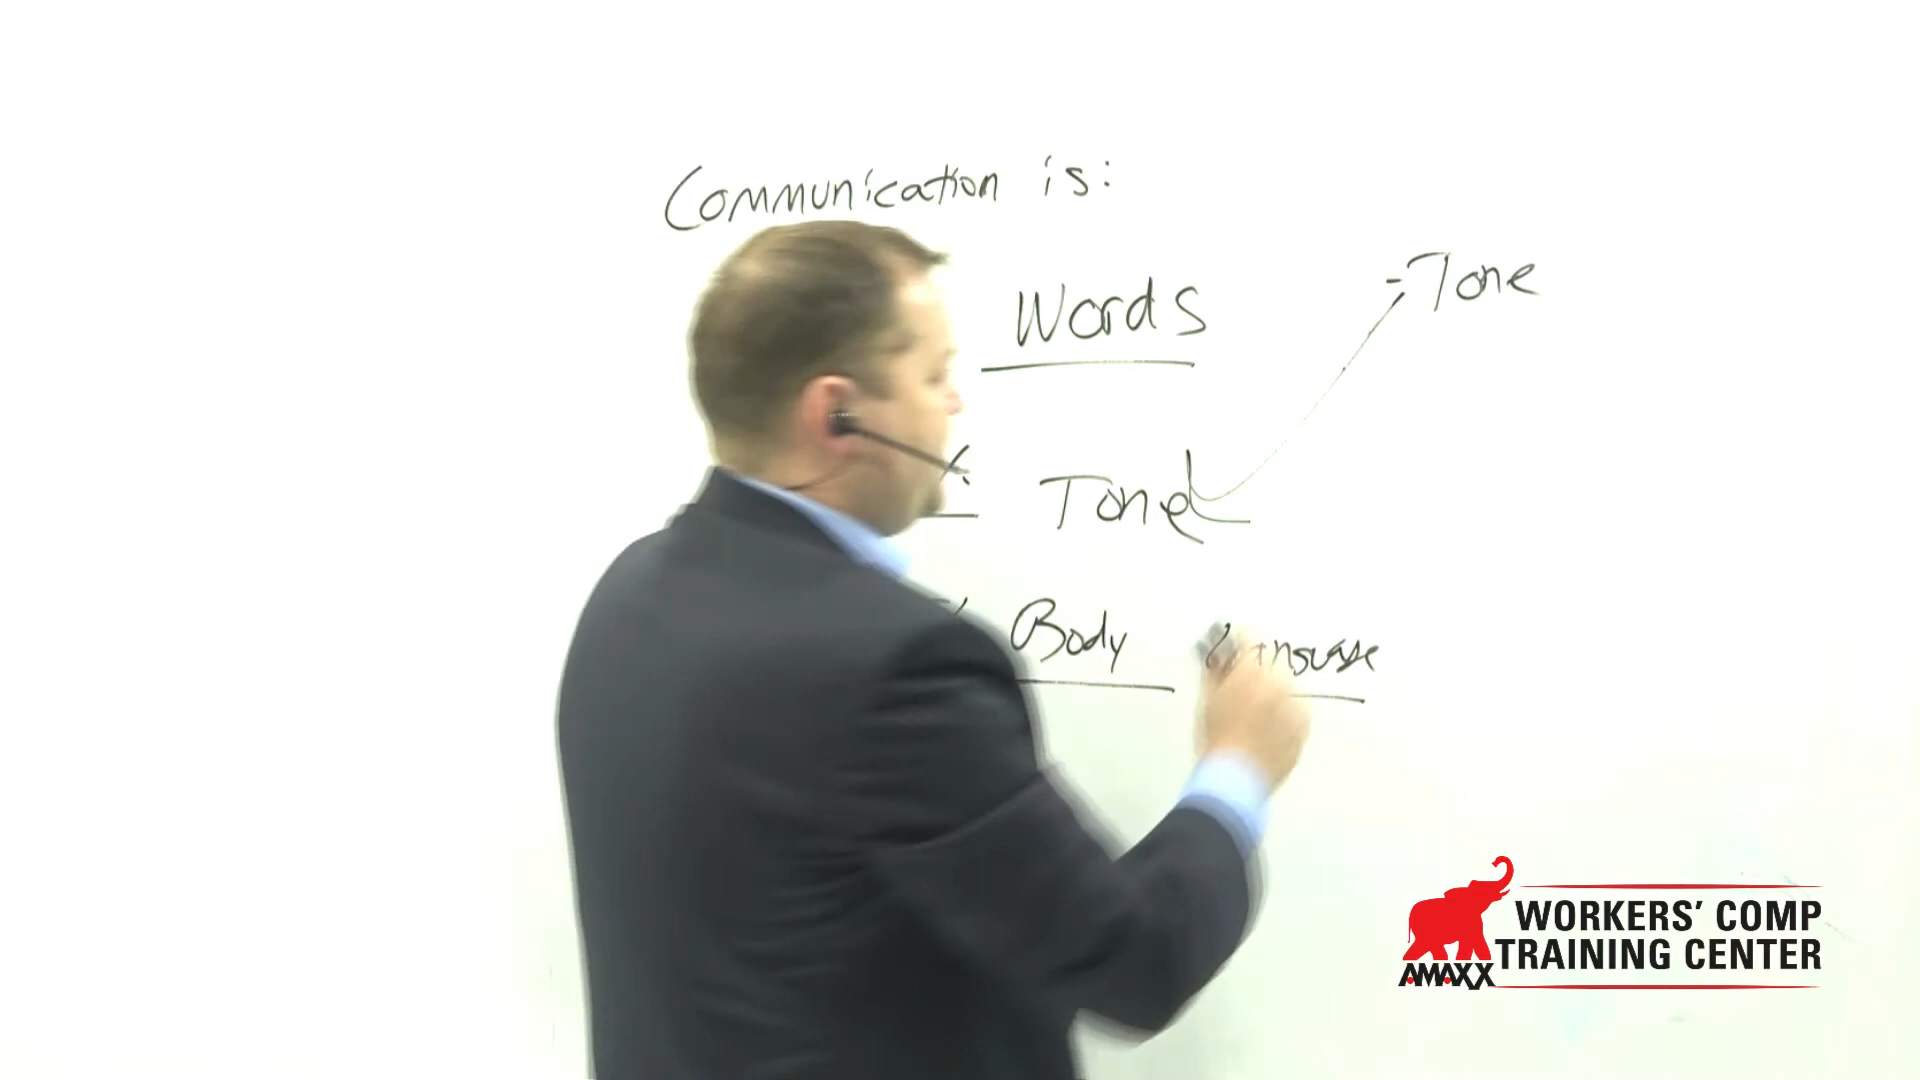 Communication is:
Words
- Tone
% Tone
% Body Language
WORKERS' COMP
TRAINING CENTER
AMAXX